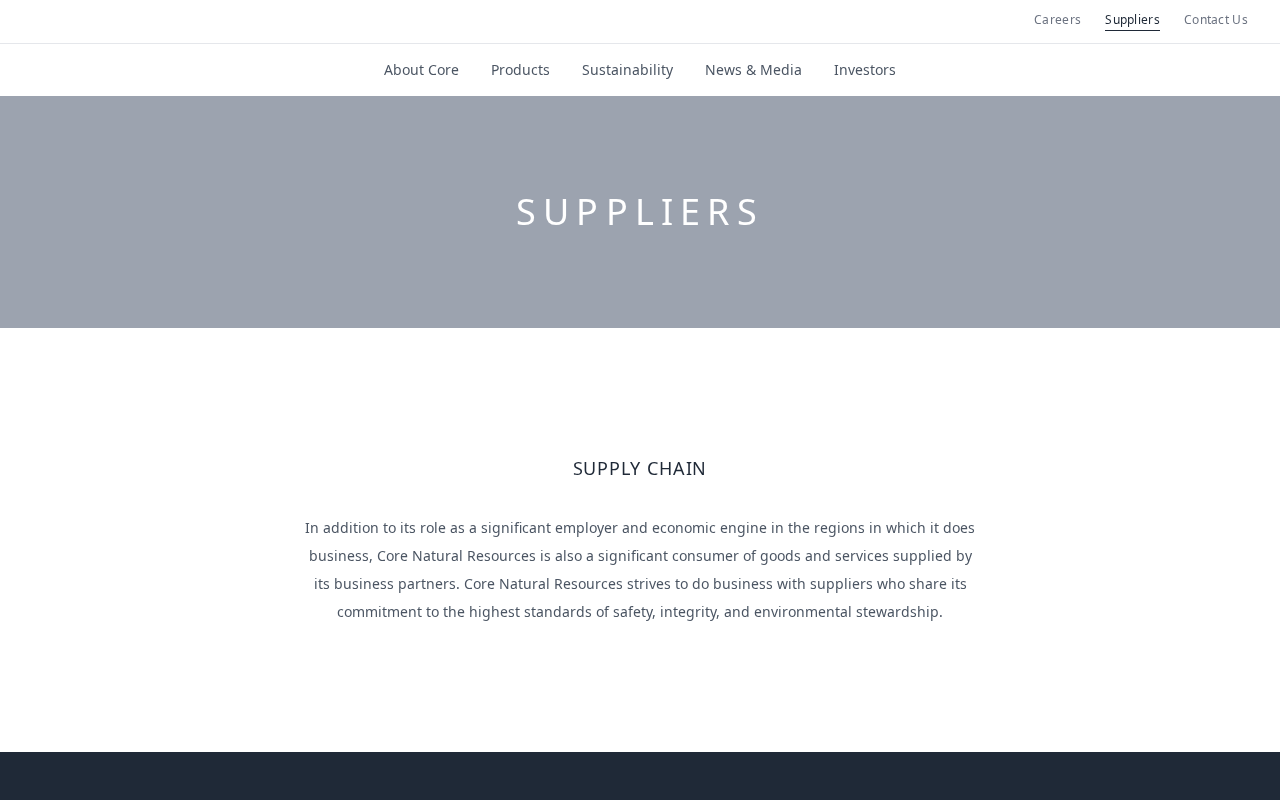 Careers Suppliers Contact Us
About Core Products Sustainability News & Media Investors
SUPPLIERS
SUPPLY CHAIN
In addition to its role as a significant employer and economic engine in the regions in which it does
business, Core Natural Resources is also a significant consumer of goods and services supplied by
its business partners. Core Natural Resources strives to do business with suppliers who share its
commitment to the highest standards of safety, integrity, and environmental stewardship.